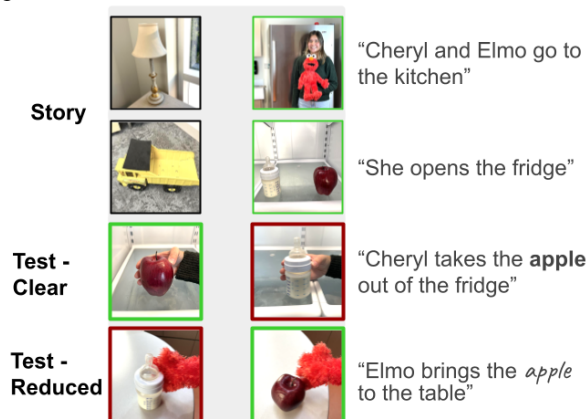 Story
“Cheryl and Elmo go to
the kitchen”
“She opens the fridge”
Test -
Clear
“Cheryl takes the apple
out of the fridge”
Test -
Reduced
“Elmo brings the apple
to the table”